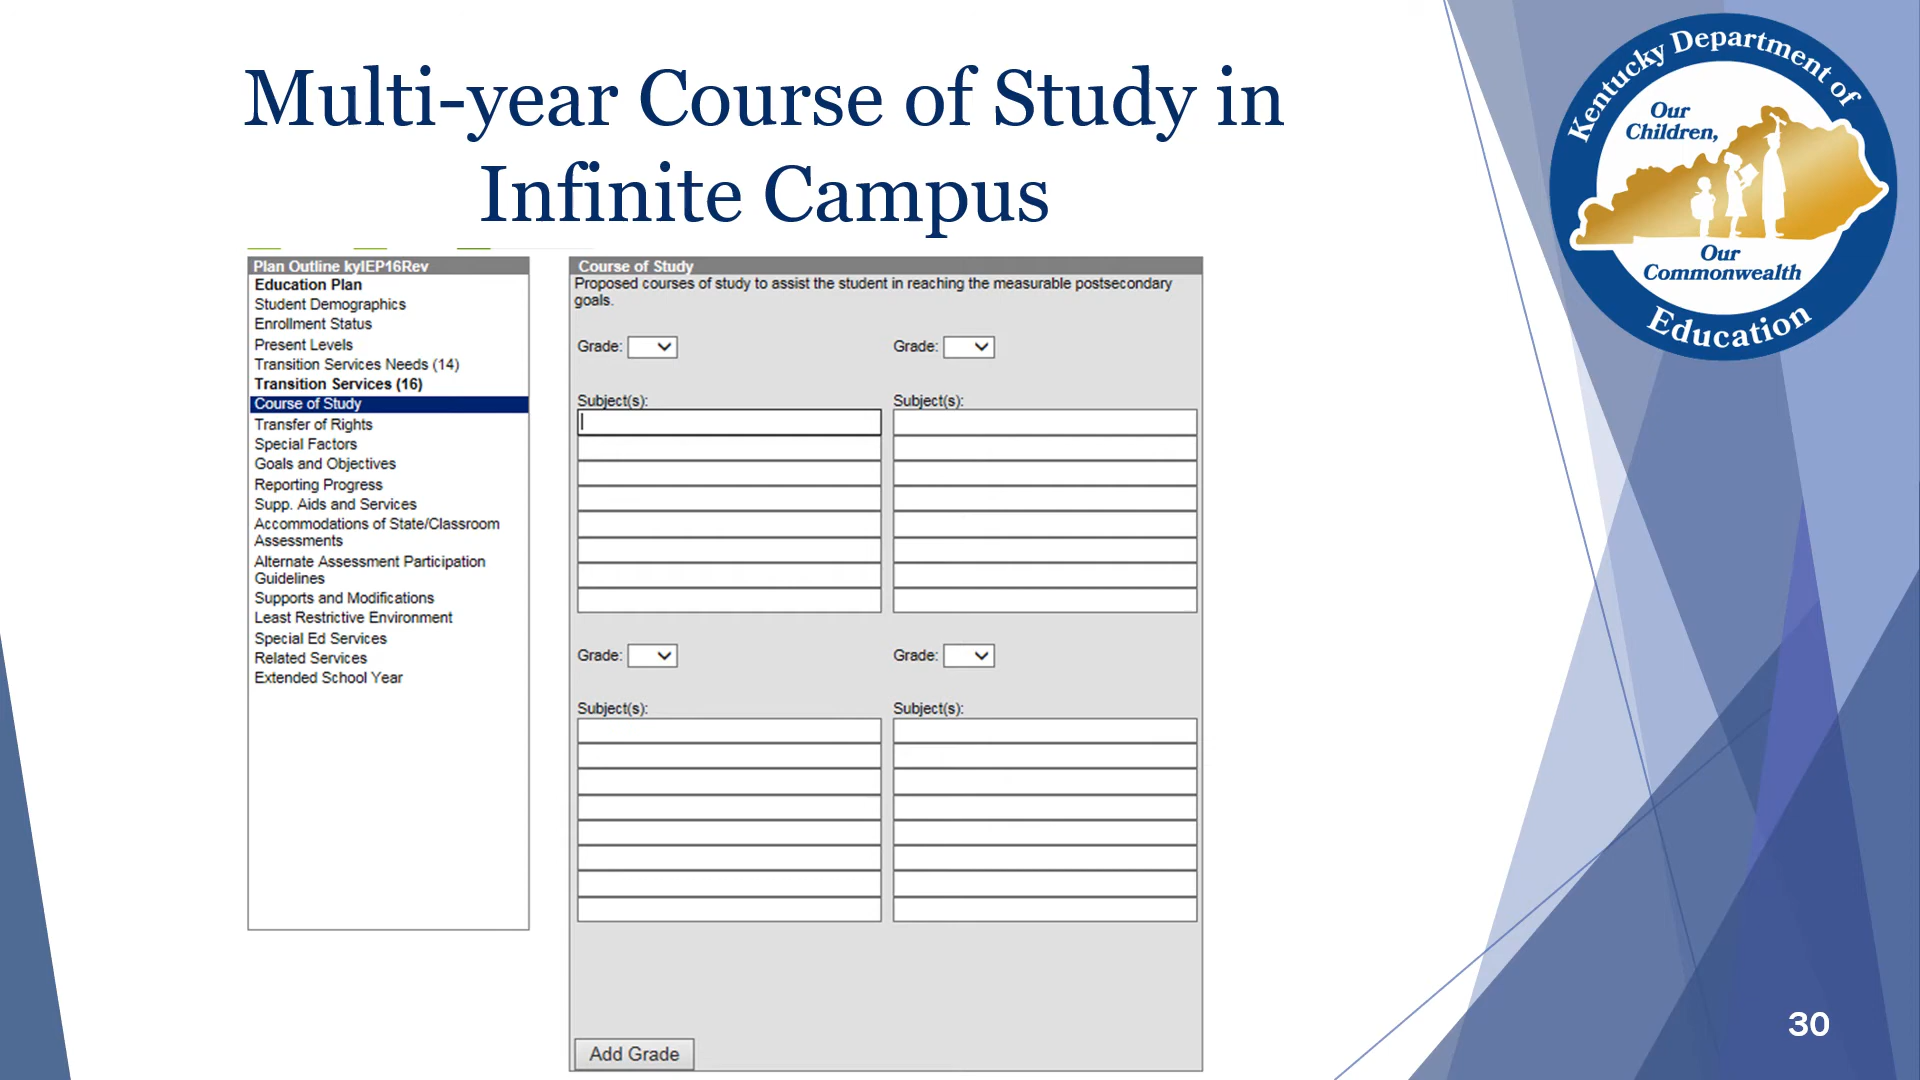 Multi-year Course of Study in
Infinite Campus
Kentucky Department of
Our
Children,
Our
Commonwealth
Education
Plan Outline kyIEP16Rev
Education Plan
Student Demographics
Enrollment Status
Present Levels
Transition Services Needs (14)
Transition Services (16)
Course of Study
Transfer of Rights
Special Factors
Goals and Objectives
Reporting Progress
Supp. Aids and Services
Accommodations of State/Classroom
Assessments
Alternate Assessment Participation
Guidelines
Supports and Modifications
Least Restrictive Environment
Special Ed Services
Related Services
Extended School Year
Course of Study
Proposed courses of study to assist the student in reaching the measurable postsecondary
goals.
Grade: Grade:
Subject(s): Subject(s):
Grade: Grade:
Subject(s): Subject(s):
Add Grade
30